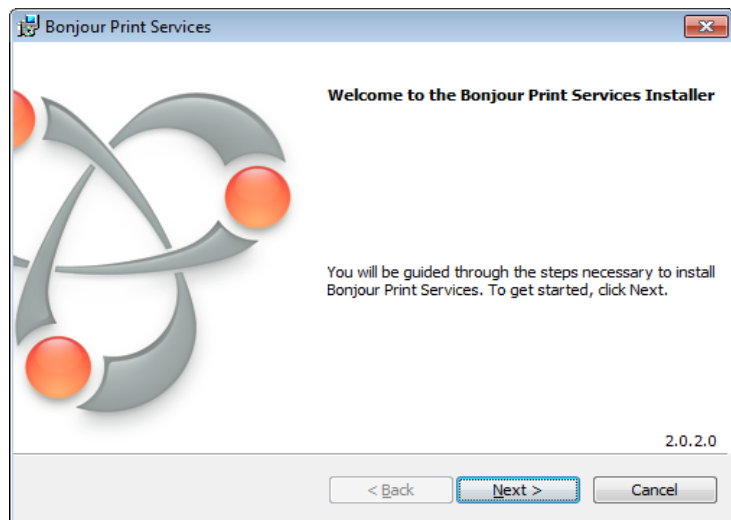 Bonjour Print Services
Welcome to the Bonjour Print Services Installer
You will be guided through the steps necessary to install
Bonjour Print Services. To get started, click Next.
2.0.2.0
< Back
Next >
Cancel